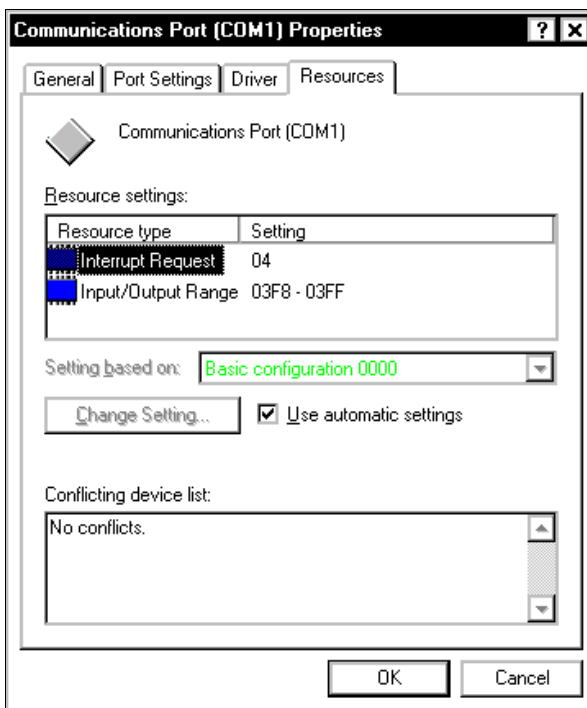 Communications Port (COM1) Properties
General Port Settings Driver Resources
Communications Port (COM1)
Resource settings:
Resource type Setting
Interrupt Request 04
Input/Output Range 03F8 - 03FF
Setting based on: Basic configuration 0000
Change Setting... Use automatic settings
Conflicting device list:
No conflicts.
OK Cancel